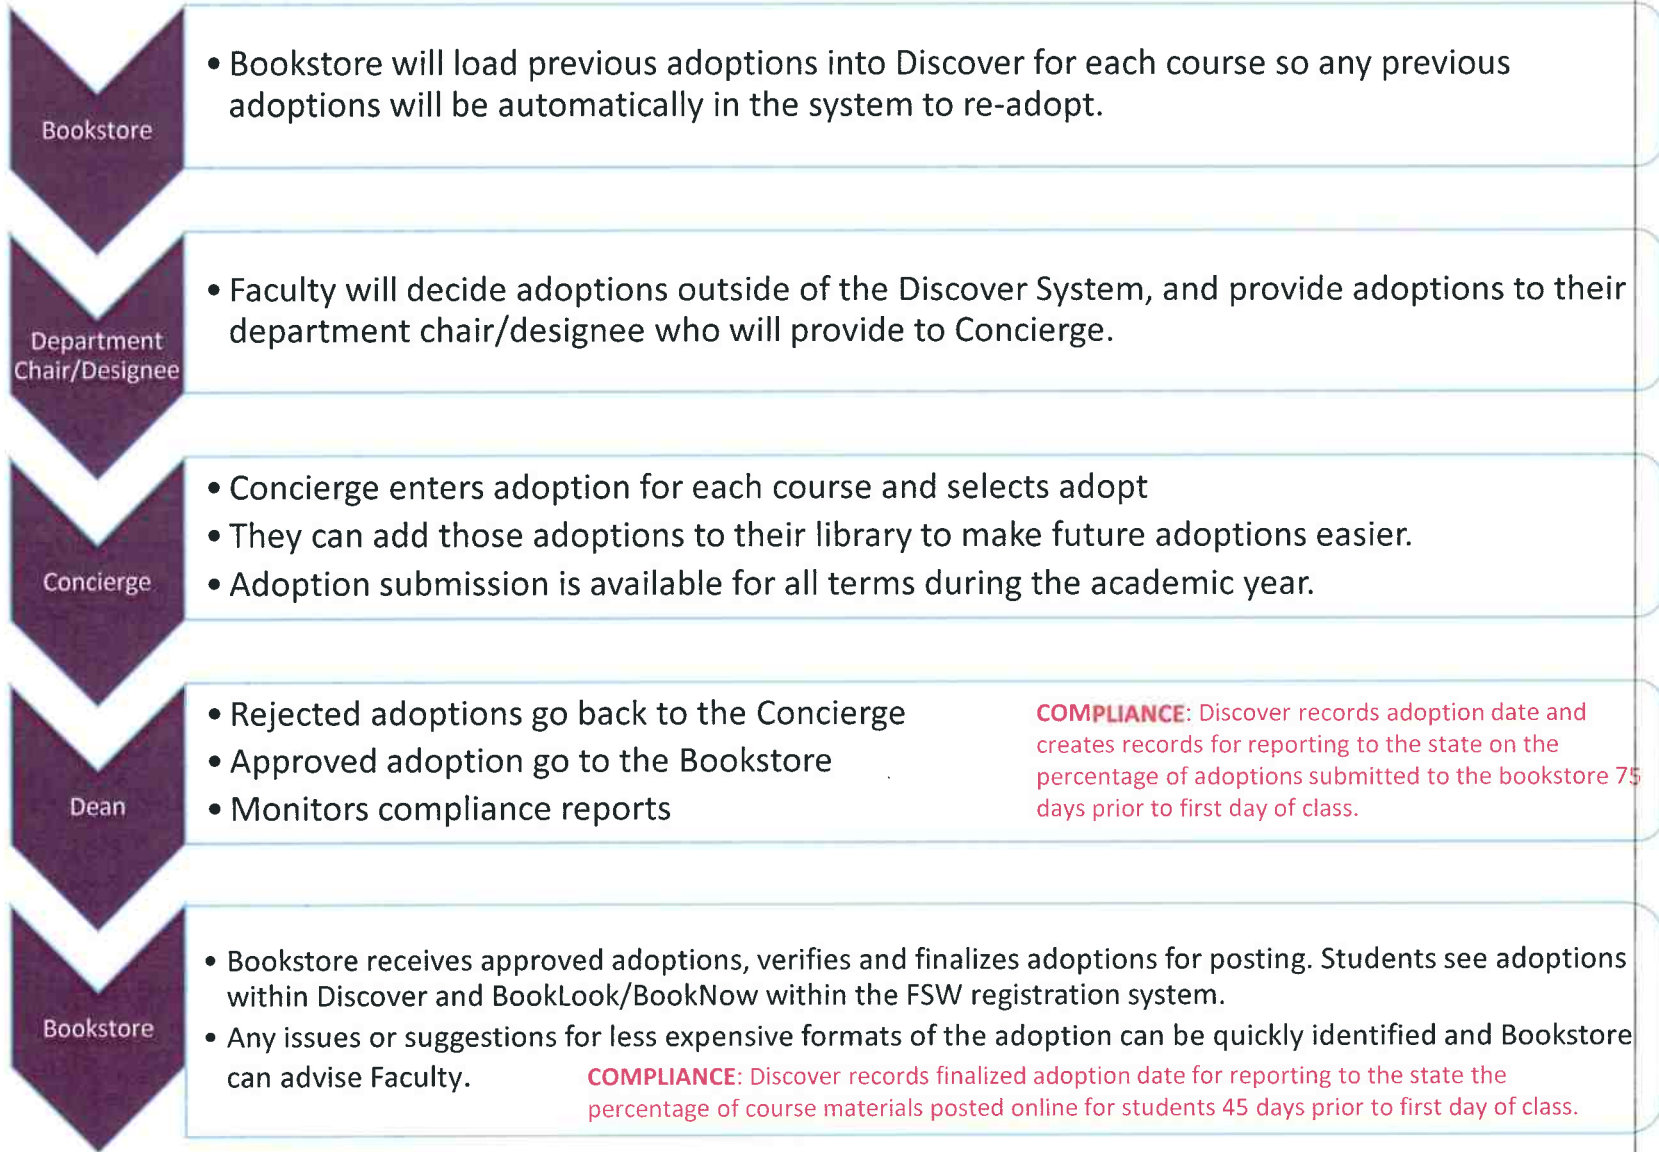 Bookstore
• Bookstore will load previous adoptions into Discover for each course so any previous
adoptions will be automatically in the system to re-adopt.
Department
Chair/Designee
• Faculty will decide adoptions outside of the Discover System, and provide adoptions to their
department chair/designee who will provide to Concierge.
Concierge
• Concierge enters adoption for each course and selects adopt
• They can add those adoptions to their library to make future adoptions easier.
• Adoption submission is available for all terms during the academic year.
Dean
• Rejected adoptions go back to the Concierge
• Approved adoption go to the Bookstore
• Monitors compliance reports
COMPLIANCE: Discover records adoption date and
creates records for reporting to the state on the
percentage of adoptions submitted to the bookstore 75
days prior to first day of class.
Bookstore
• Bookstore receives approved adoptions, verifies and finalizes adoptions for posting. Students see adoptions
within Discover and BookLook/BookNow within the FSW registration system.
• Any issues or suggestions for less expensive formats of the adoption can be quickly identified and Bookstore
can advise Faculty.
COMPLIANCE: Discover records finalized adoption date for reporting to the state the
percentage of course materials posted online for students 45 days prior to first day of class.